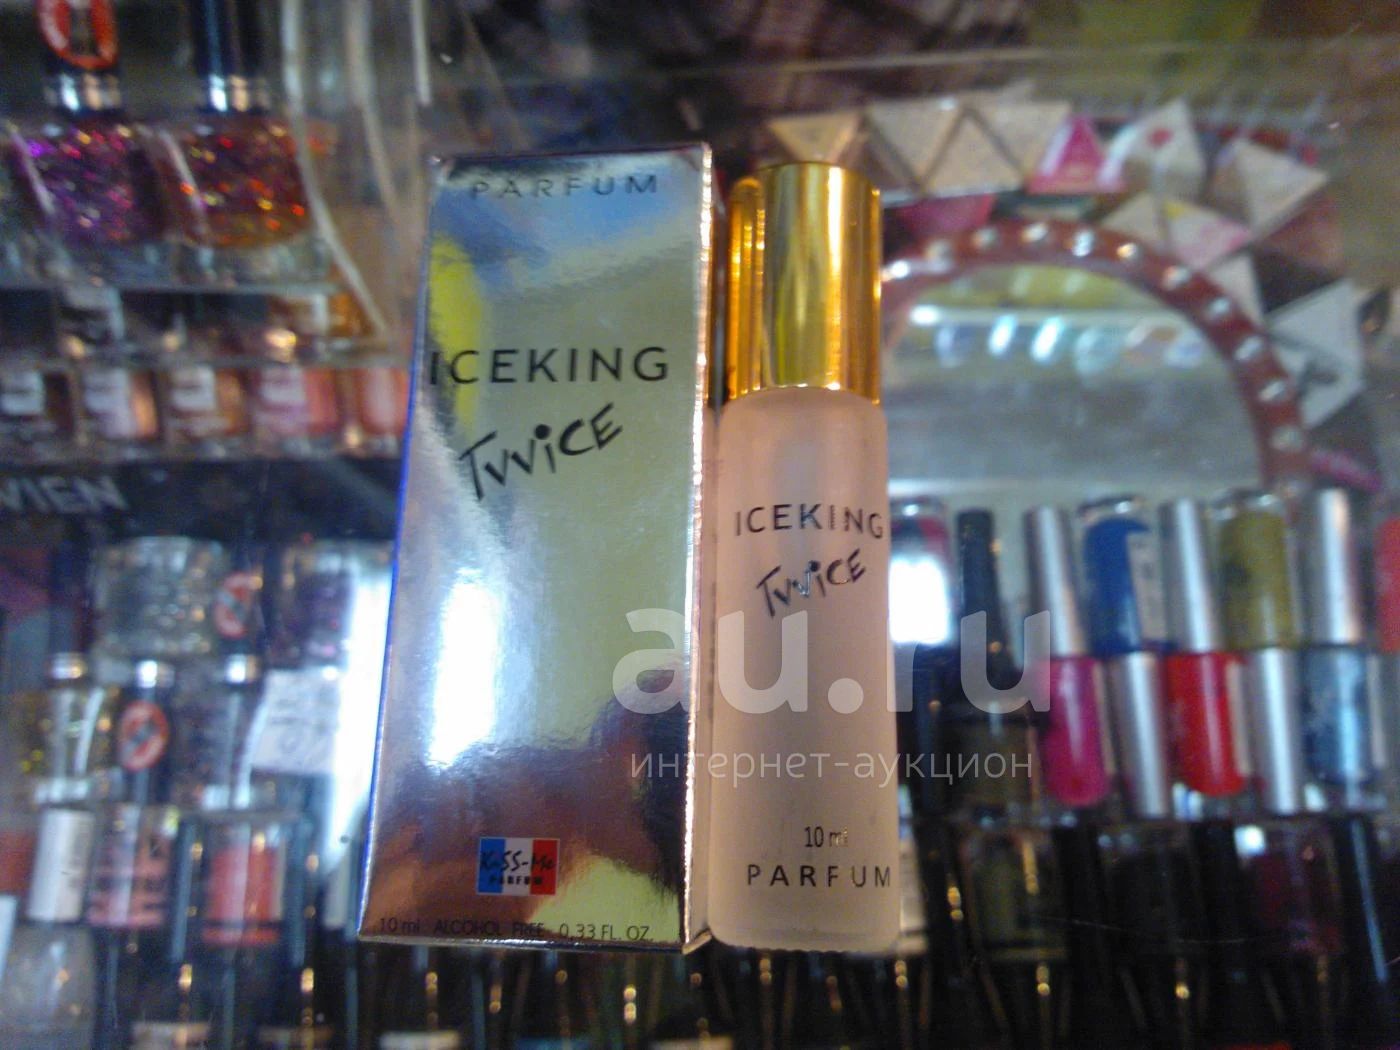 PARFUM
ICEKING
TWiCE
KiSS-Me
PARFUM
10 ml ALCOHOL FREE 0.33 FL. OZ.
ICEKING
TWiCE
10 ml
PARFUM
VIEN
au.ru
интернет-аукцион